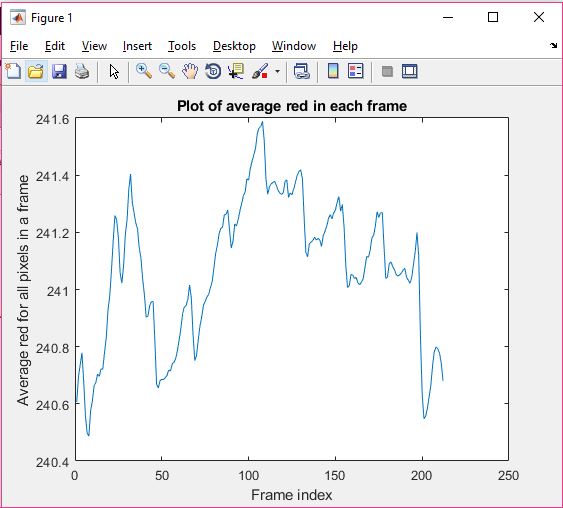 Figure 1
File Edit View Insert Tools Desktop Window Help
Plot of average red in each frame
Average red for all pixels in a frame
241.6
241.4
241.2
241
240.8
240.6
240.4
0 50 100 150 200 250
Frame index